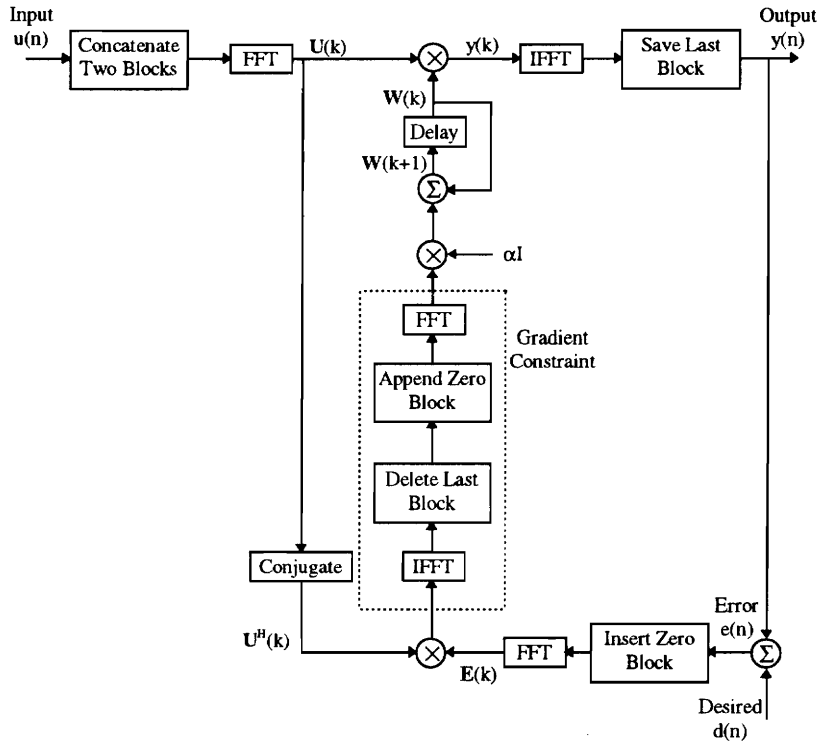 Input
u(n)
Concatenate
Two Blocks
FFT
U(k)
×
y(k)
IFFT
Save Last
Block
Output
y(n)
W(k)
Delay
W(k+1)
Σ
×
αI
FFT
Gradient
Constraint
Append Zero
Block
Delete Last
Block
IFFT
Conjugate
Uᴴ(k)
×
E(k)
FFT
Insert Zero
Block
Error
e(n)
Σ
Desired
d(n)